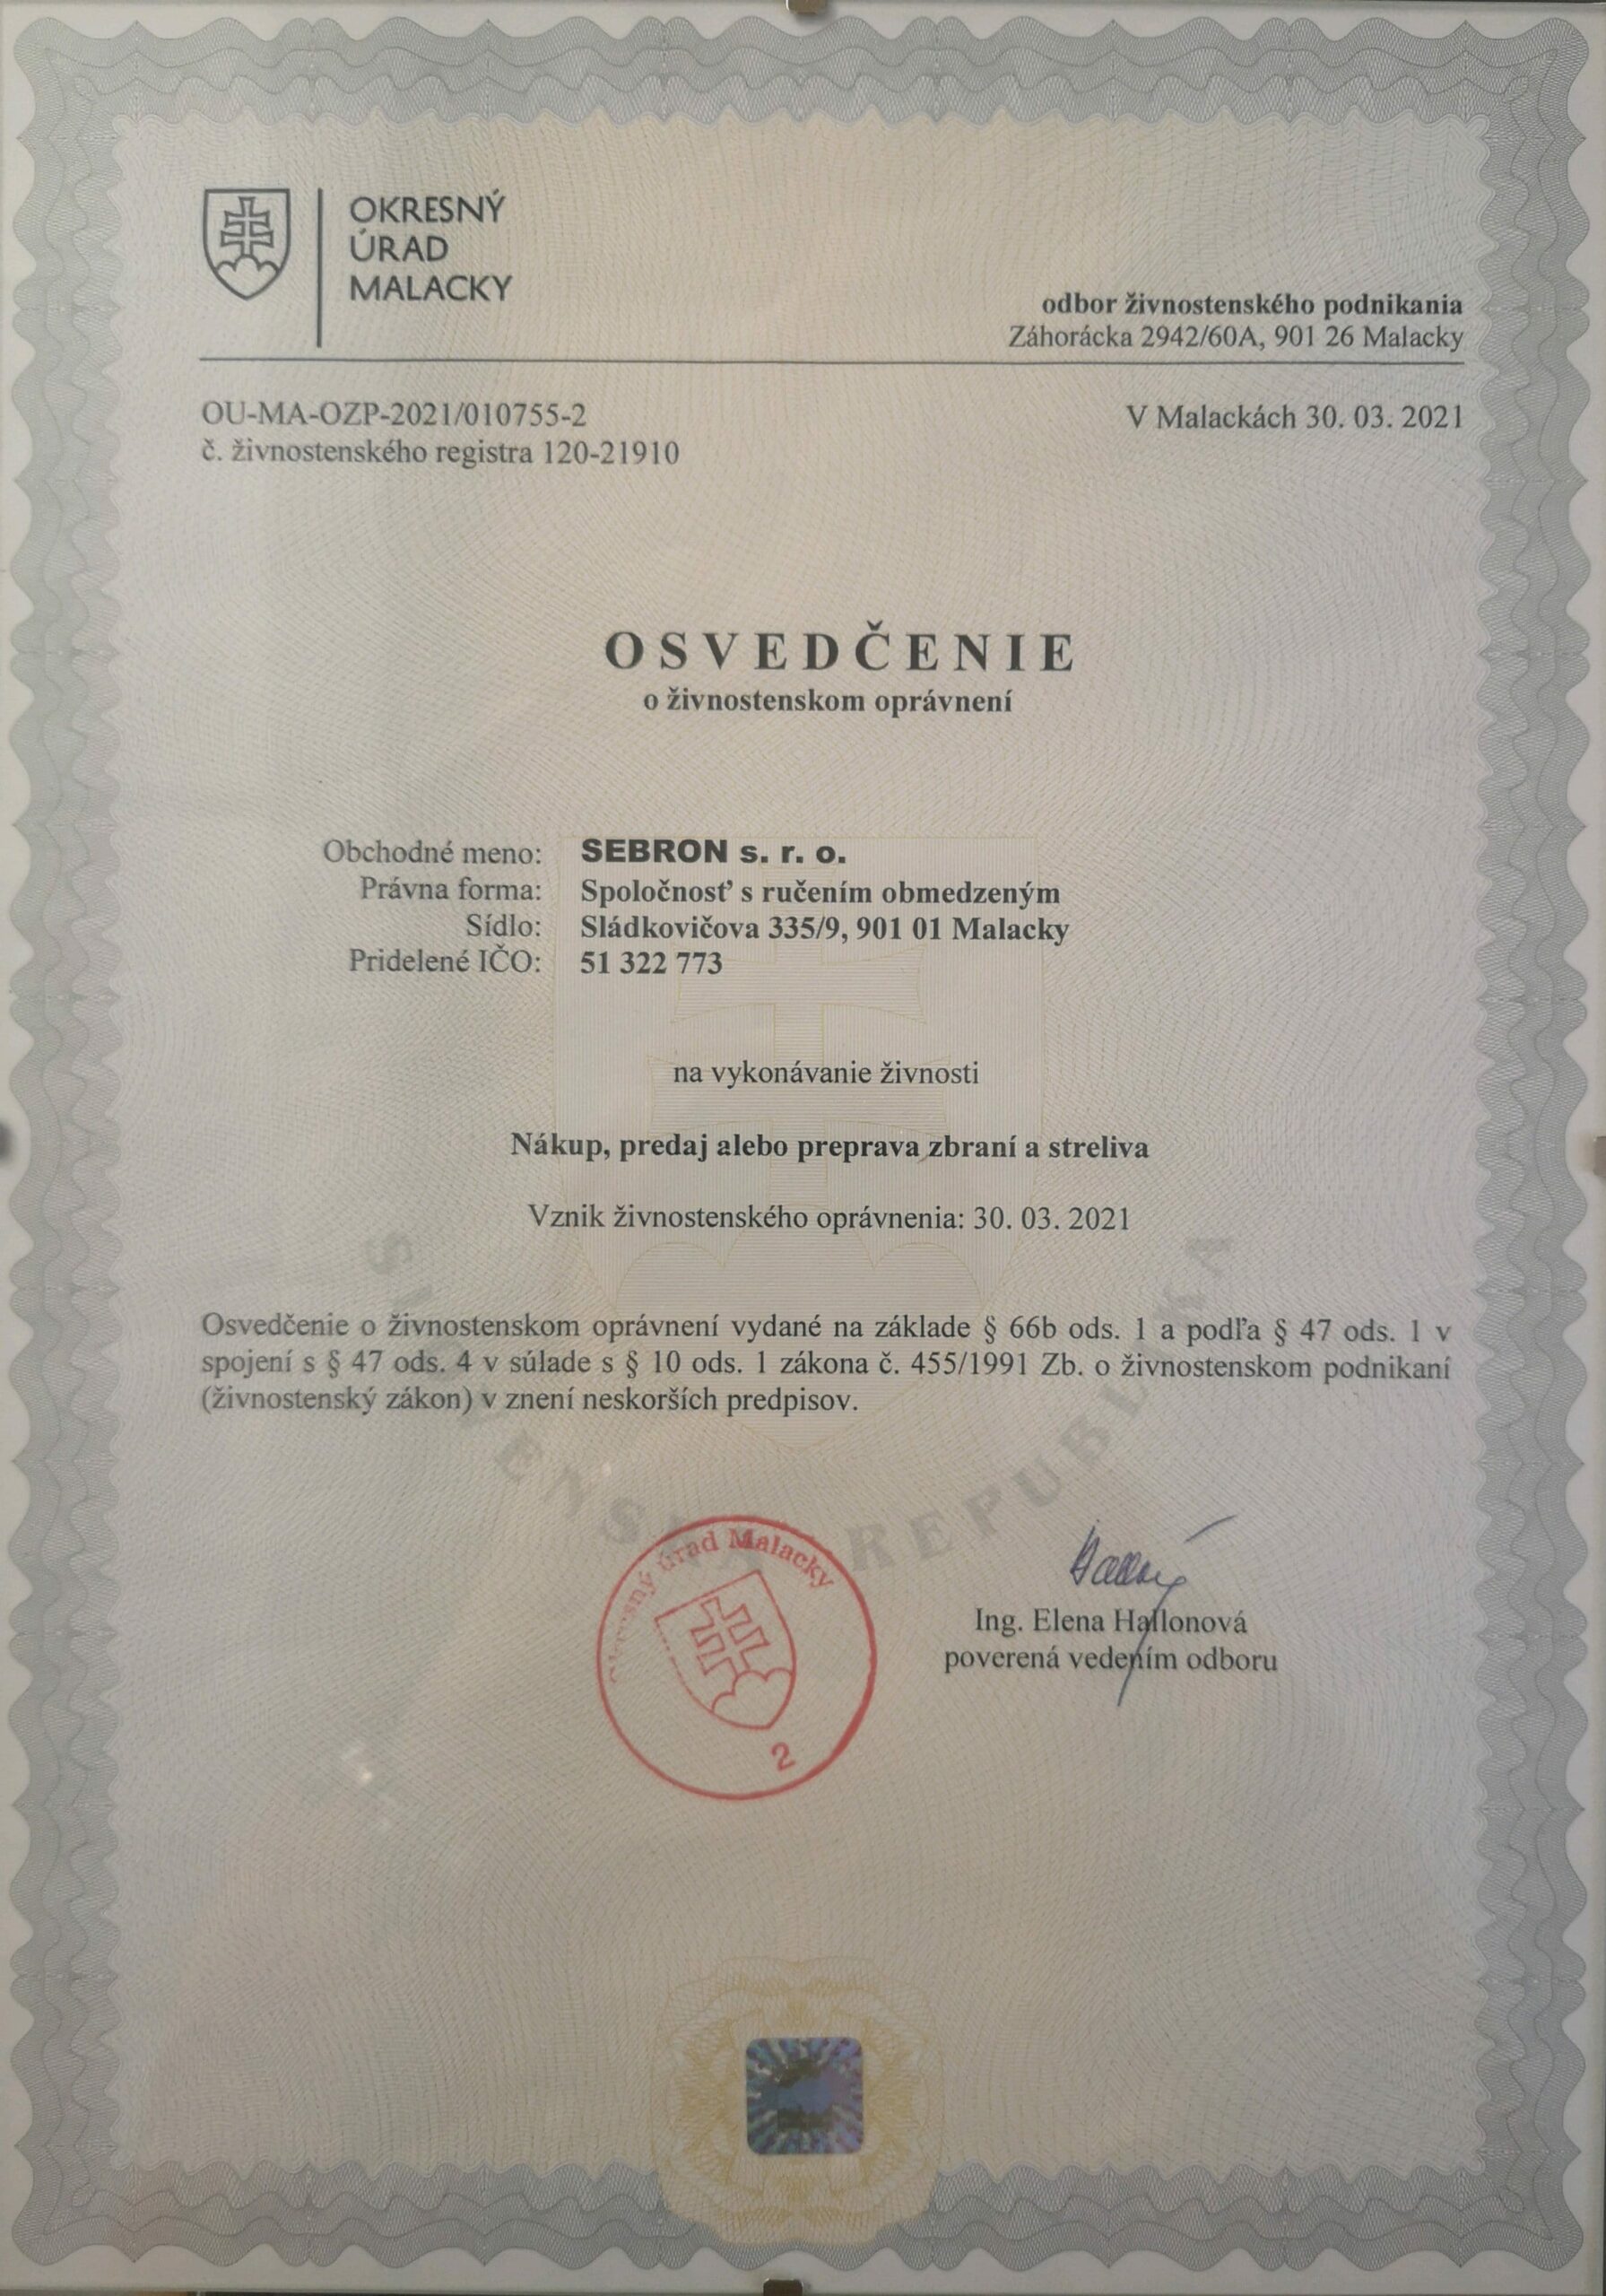 OKRESNÝ
ÚRAD
MALACKY
odbor živnostenského podnikania
Záhorácka 2942/60A, 901 26 Malacky
OU-MA-OZP-2021/010755-2
V Malackách 30. 03. 2021
č. živnostenského registra 120-21910
OSVEDČENIE
o živnostenskom oprávnení
Obchodné meno: SEBRON s. r. o.
Právna forma: Spoločnosť s ručením obmedzeným
Sídlo: Sládkovičova 335/9, 901 01 Malacky
Pridelené IČO: 51 322 773
na vykonávanie živnosti
Nákup, predaj alebo preprava zbraní a streliva
Vznik živnostenského oprávnenia: 30. 03. 2021
Osvedčenie o živnostenskom oprávnení vydané na základe § 66b ods. 1 a podľa § 47 ods. 1 v
spojení s § 47 ods. 4 v súlade s § 10 ods. 1 zákona č. 455/1991 Zb. o živnostenskom podnikaní
(živnostenský zákon) v znení neskorších predpisov.
REPUBLIKA
úrad Malacky
2
Ing. Elena Hallonová
poverená vedením odboru